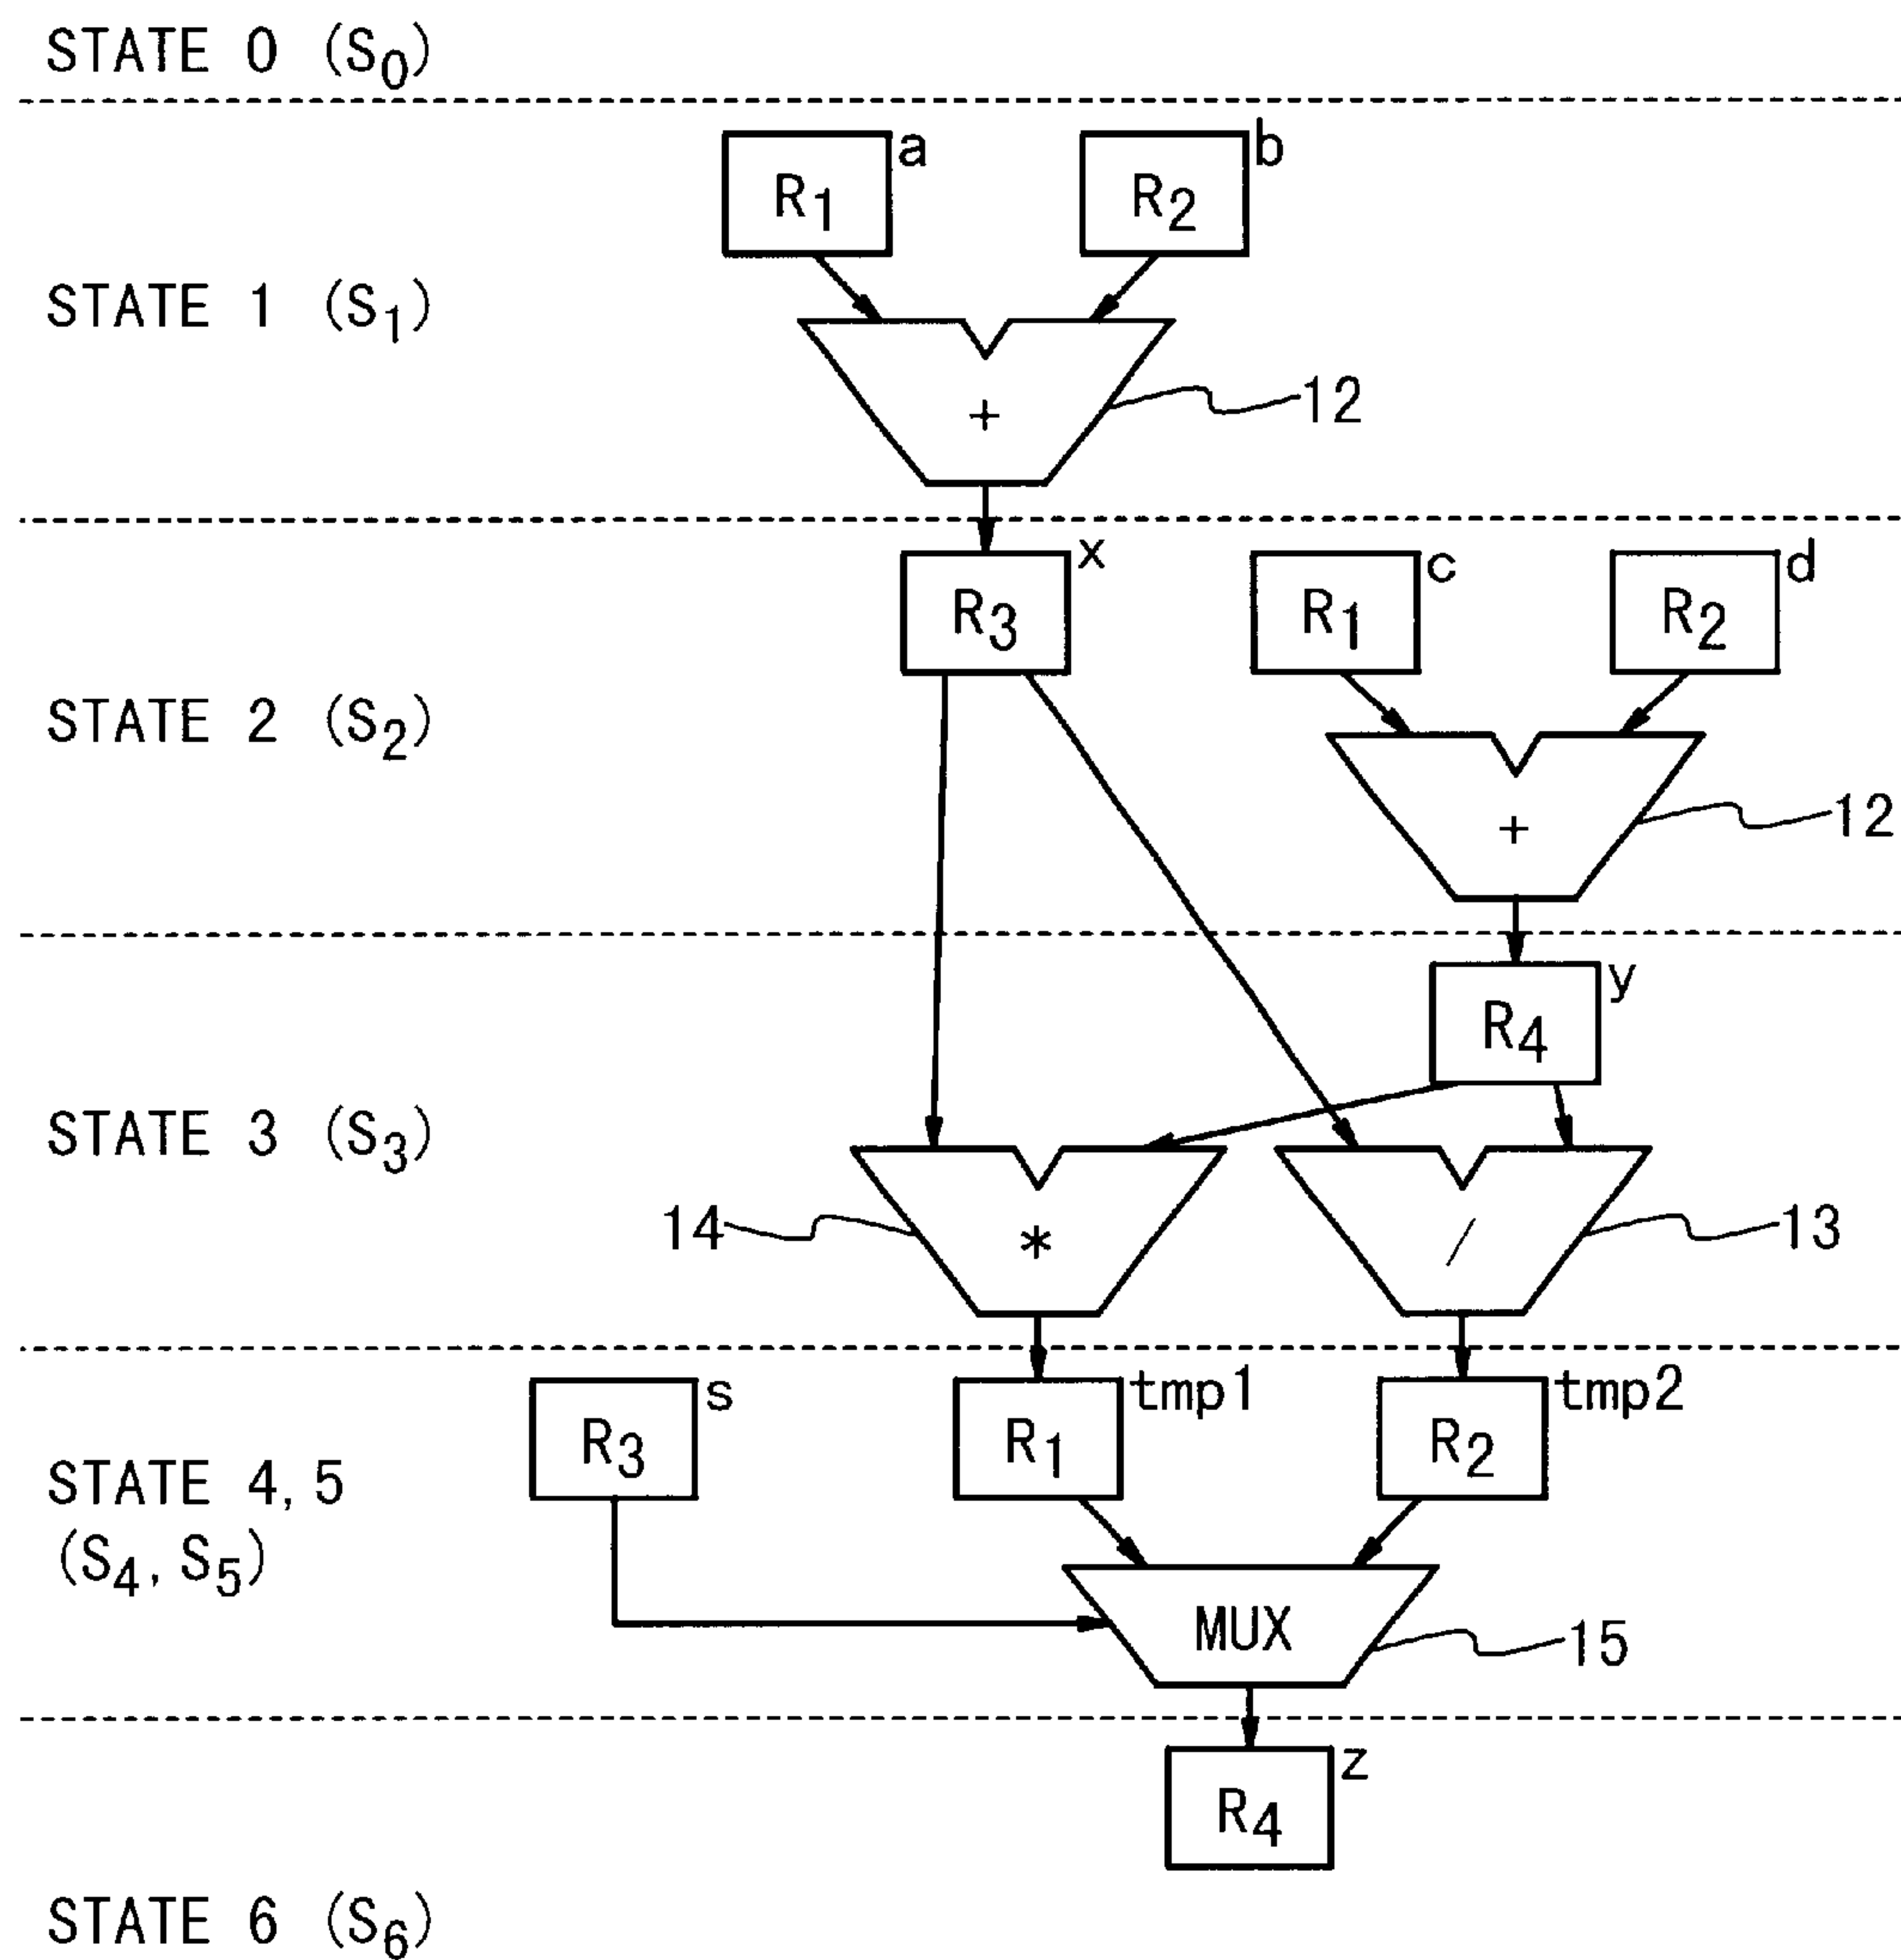 STATE 0 (S0)
a
b
R1
R2
STATE 1 (S1)
+
12
x
c
d
R3
R1
R2
STATE 2 (S2)
+
12
y
R4
STATE 3 (S3)
14
*
/
13
s
tmp1
tmp2
R3
R1
R2
STATE 4, 5
(S4, S5)
MUX
15
z
R4
STATE 6 (S6)